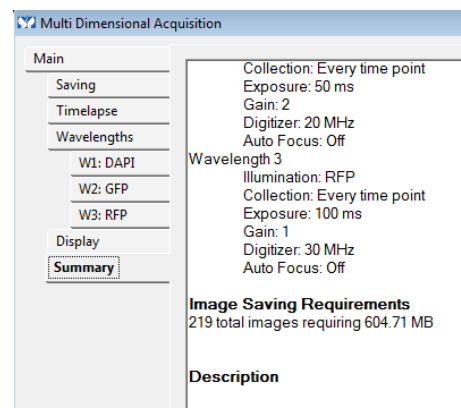 Multi Dimensional Acquisition
Main
Saving
Timelapse
Wavelengths
W1: DAPI
W2: GFP
W3: RFP
Display
Summary
Collection: Every time point
Exposure: 50 ms
Gain: 2
Digitizer: 20 MHz
Auto Focus: Off
Wavelength 3
Illumination: RFP
Collection: Every time point
Exposure: 100 ms
Gain: 1
Digitizer: 30 MHz
Auto Focus: Off
Image Saving Requirements
219 total images requiring 604.71 MB
Description